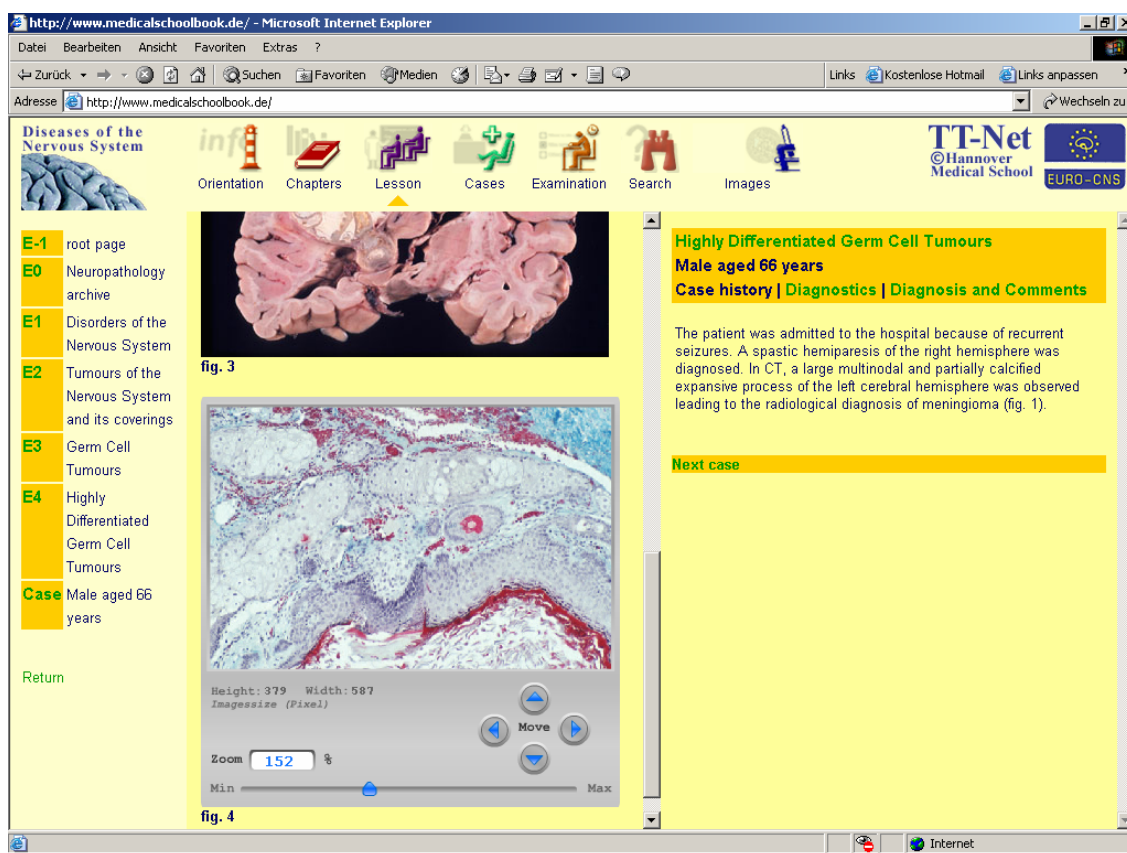 http://www.medicalschoolbook.de/ - Microsoft Internet Explorer
Datei Bearbeiten Ansicht Favoriten Extras ?
Zurück Suchen Favoriten Medien Links Kostenlose Hotmail Links anpassen
Adresse http://www.medicalschoolbook.de/ Wechseln zu
Diseases of the
Nervous System
info
Orientation Chapters Lesson Cases Examination Search Images
TT-Net
©Hannover
Medical School
EURO-CNS
E-1 root page
E0 Neuropathology
archive
E1 Disorders of the
Nervous System
E2 Tumours of the
Nervous System
and its coverings
E3 Germ Cell
Tumours
E4 Highly
Differentiated
Germ Cell
Tumours
Case Male aged 66
years
Return
fig. 3
Height: 379 Width: 587
Imagessize (Pixel)
Move
Zoom 152 %
Min Max
fig. 4
Highly Differentiated Germ Cell Tumours
Male aged 66 years
Case history | Diagnostics | Diagnosis and Comments
The patient was admitted to the hospital because of recurrent
seizures. A spastic hemiparesis of the right hemisphere was
diagnosed. In CT, a large multinodal and partially calcified
expansive process of the left cerebral hemisphere was observed
leading to the radiological diagnosis of meningioma (fig. 1).
Next case
Internet